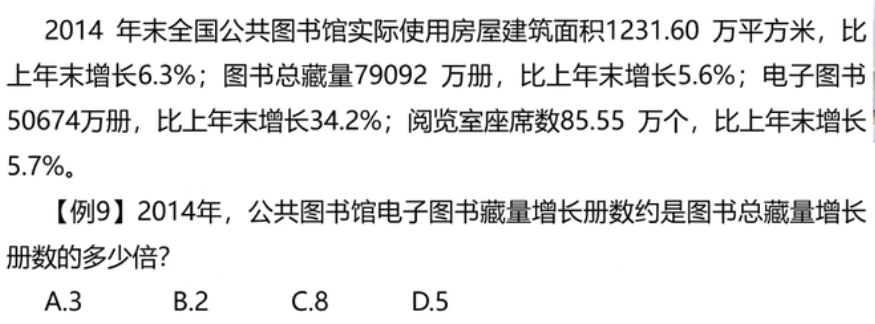 2014 年末全国公共图书馆实际使用房屋建筑面积1231.60 万平方米，比
上年末增长6.3%；图书总藏量79092 万册，比上年末增长5.6%；电子图书
50674万册，比上年末增长34.2%；阅览室座席数85.55 万个，比上年末增长
5.7%。
【例9】2014年，公共图书馆电子图书藏量增长册数约是图书总藏量增长
册数的多少倍？
A.3 B.2 C.8 D.5